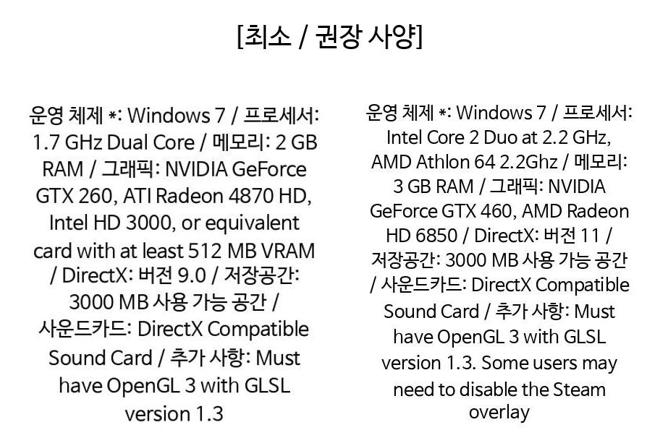 [최소 / 권장 사양]
운영 체제 *: Windows 7 / 프로세서:
1.7 GHz Dual Core / 메모리: 2 GB
RAM / 그래픽: NVIDIA GeForce
GTX 260, ATI Radeon 4870 HD,
Intel HD 3000, or equivalent
card with at least 512 MB VRAM
/ DirectX: 버전 9.0 / 저장공간:
3000 MB 사용 가능 공간 /
사운드카드: DirectX Compatible
Sound Card / 추가 사항: Must
have OpenGL 3 with GLSL
version 1.3
운영 체제 *: Windows 7 / 프로세서:
Intel Core 2 Duo at 2.2 GHz,
AMD Athlon 64 2.2Ghz / 메모리:
3 GB RAM / 그래픽: NVIDIA
GeForce GTX 460, AMD Radeon
HD 6850 / DirectX: 버전 11 /
저장공간: 3000 MB 사용 가능 공간
/ 사운드카드: DirectX Compatible
Sound Card / 추가 사항: Must
have OpenGL 3 with GLSL
version 1.3. Some users may
need to disable the Steam
overlay